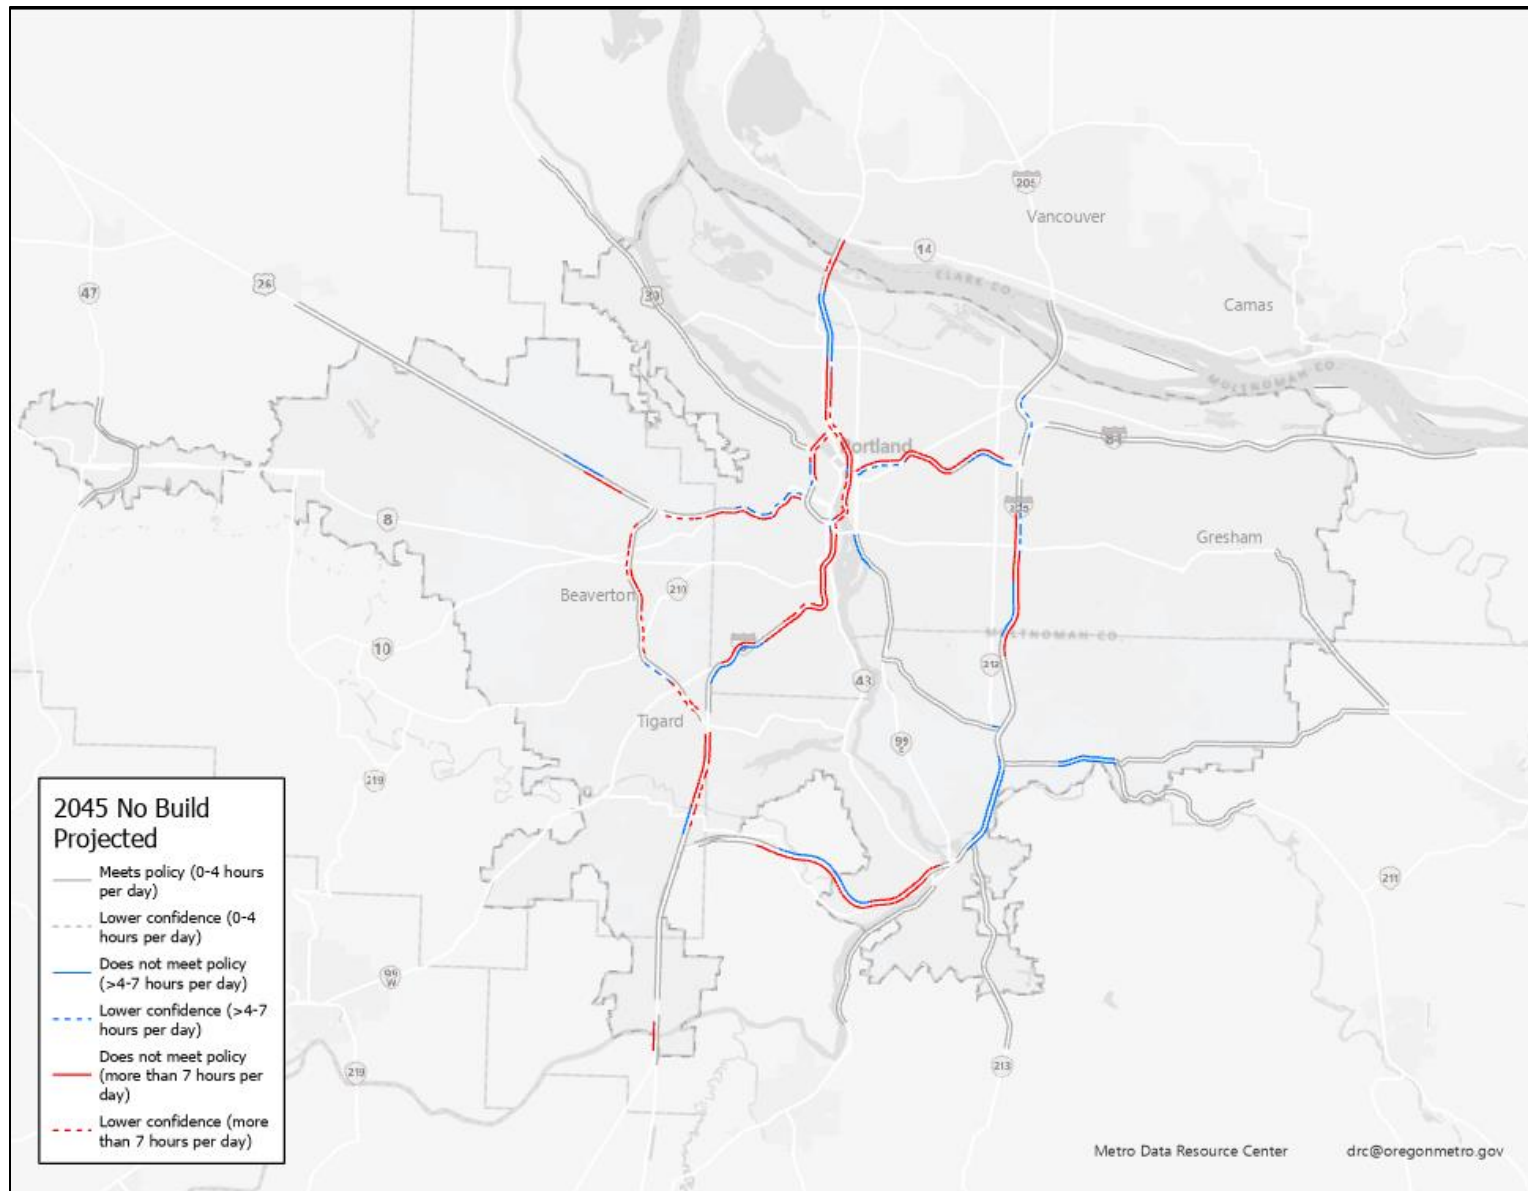 205
Vancouver
14
26
47
30
CLARK CO.
Camas
MULTNOMAH CO.
Portland
84
205
8
Gresham
Beaverton
210
MULTNOMAH CO.
10
213
43
Tigard
99
E
219
2045 No Build
Projected
Meets policy (0-4 hours
per day)
Lower confidence (0-4
hours per day)
Does not meet policy
(>4-7 hours per day)
Lower confidence (>4-7
hours per day)
Does not meet policy
(more than 7 hours per
day)
Lower confidence (more
than 7 hours per day)
211
99
W
219
213
Metro Data Resource Center
drc@oregonmetro.gov